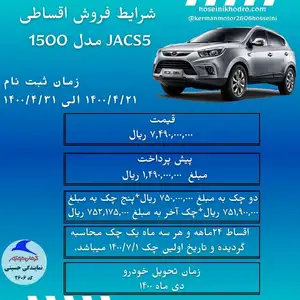 hoseinikhodro.com
@kermanmotor2606hosseini
شرایط فروش اقساطی
JACS5 مدل 1500
زمان ثبت نام
۱۴۰۰/۴/۲۱ الی ۱۴۰۰/۴/۳۱
قیمت
۷,۴۹۰,۰۰۰,۰۰۰ ریال
پیش پرداخت
مبلغ ۱,۴۹۰,۰۰۰,۰۰۰ ریال
دو چک به مبلغ ۷۵۰,۰۰۰,۰۰۰ ریال*پنج چک به مبلغ
۷۵۱,۹۰۰,۰۰۰ ریال*چک آخر به مبلغ ۷۵۳,۱۷۵,۰۰۰ ریال
اقساط ۲۴ماهه و هر سه ماه یک چک محاسبه
گردیده و تاریخ اولین چک ۱۴۰۰/۷/۱ میباشد.
زمان تحویل خودرو
دی ماه ۱۴۰۰
نمایندگی حسینی
کد ۲۶۰۶